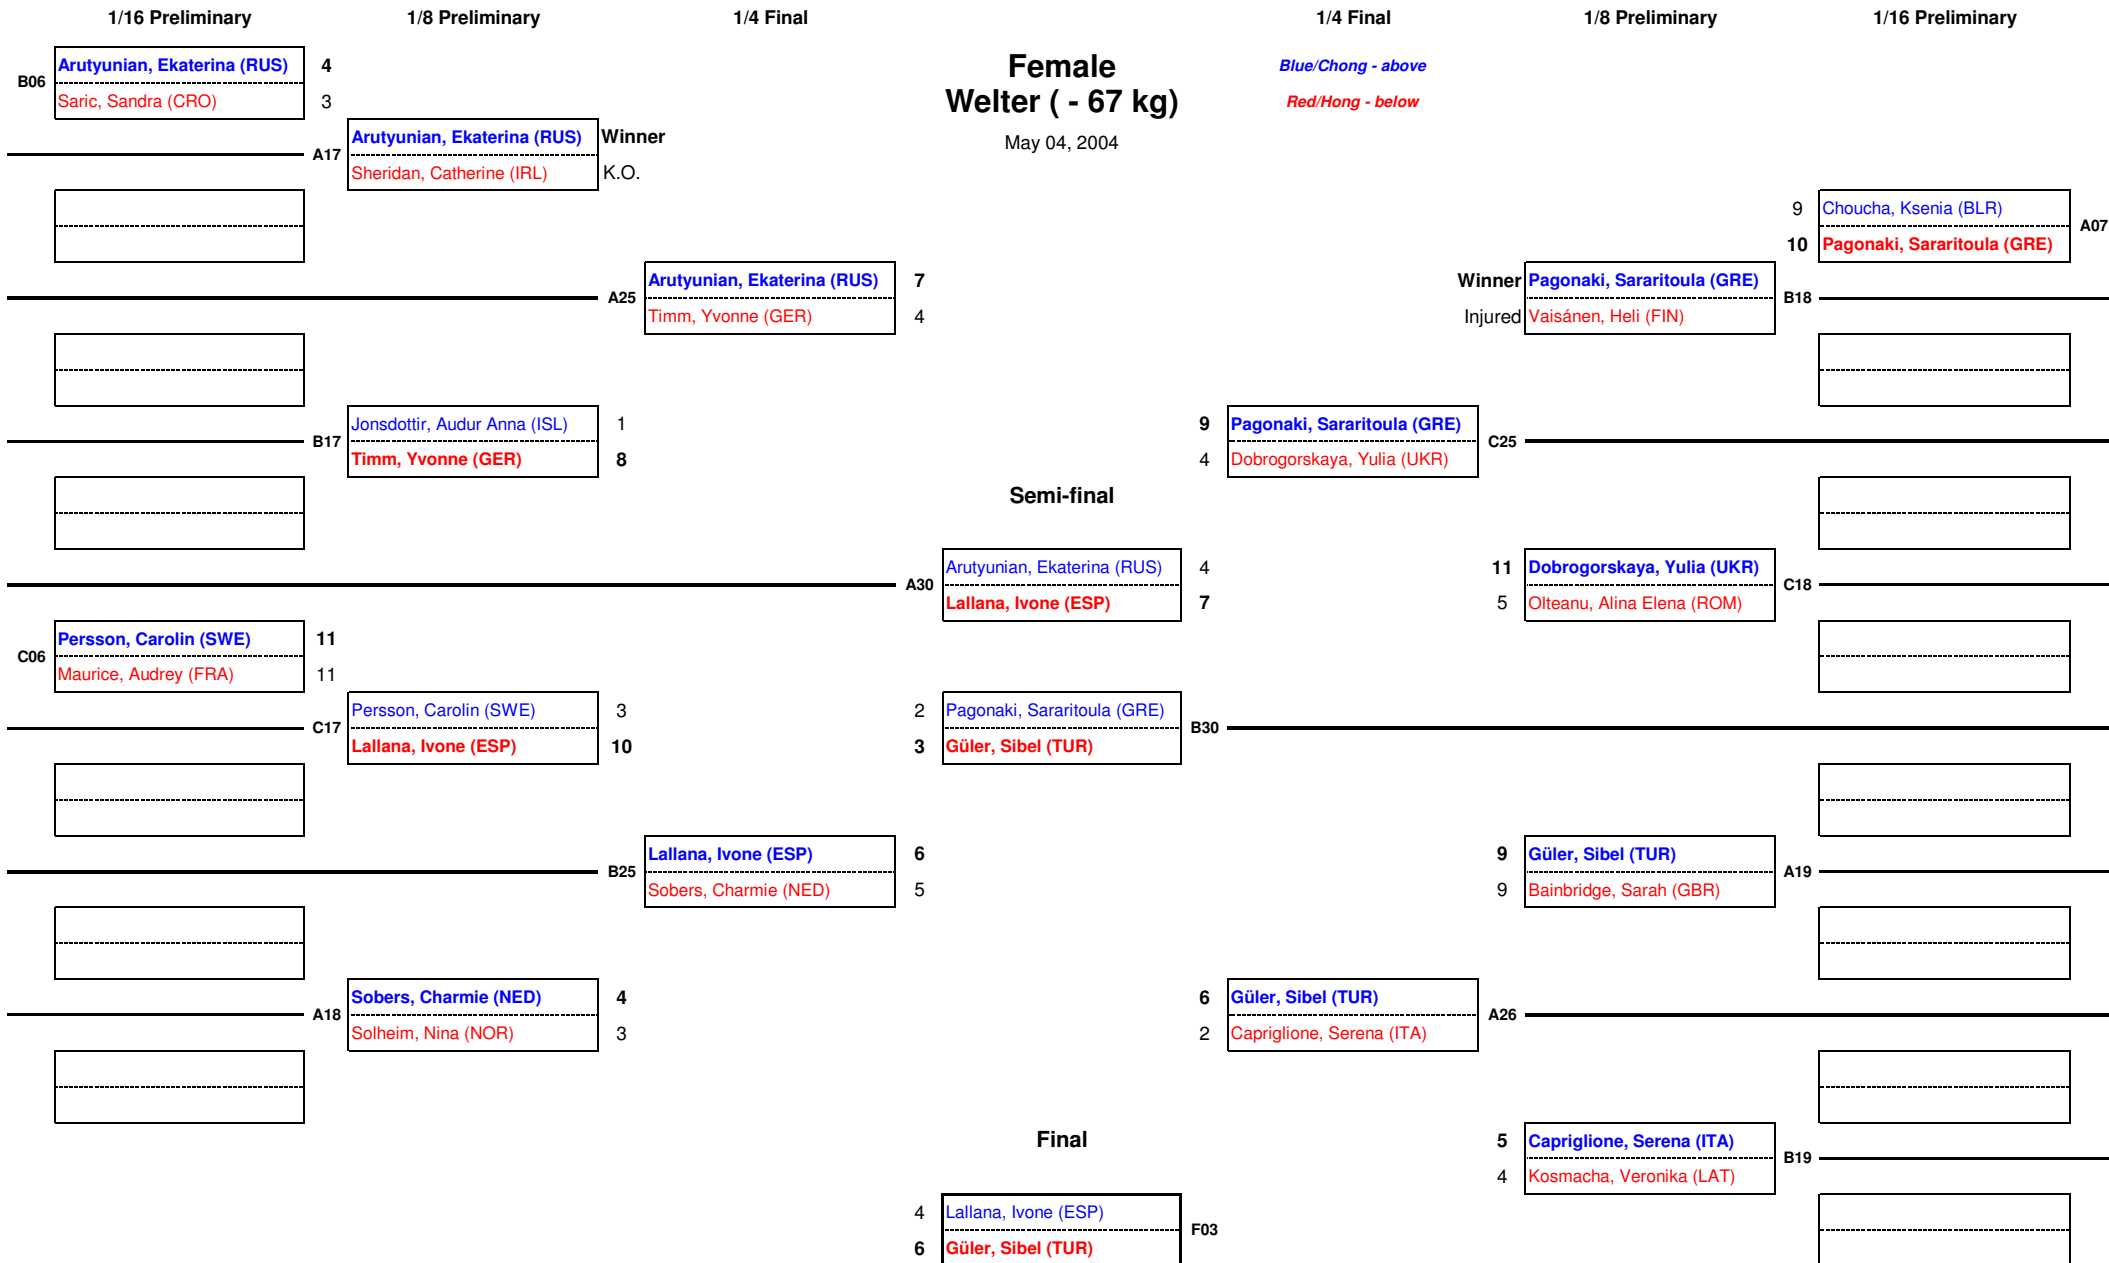 1/16 Preliminary 1/8 Preliminary 1/4 Final 1/4 Final 1/8 Preliminary 1/16 Preliminary
Female
Welter ( - 67 kg)
May 04, 2004
Blue/Chong - above
Red/Hong - below
B06
Arutyunian, Ekaterina (RUS) 4
Saric, Sandra (CRO) 3
A17
Arutyunian, Ekaterina (RUS) Winner
Sheridan, Catherine (IRL) K.O.
A25
Arutyunian, Ekaterina (RUS) 7
Timm, Yvonne (GER) 4
B17
Jonsdottir, Audur Anna (ISL) 1
Timm, Yvonne (GER) 8
C06
Persson, Carolin (SWE) 11
Maurice, Audrey (FRA) 11
C17
Persson, Carolin (SWE) 3
Lallana, Ivone (ESP) 10
B25
Lallana, Ivone (ESP) 6
Sobers, Charmie (NED) 5
A18
Sobers, Charmie (NED) 4
Solheim, Nina (NOR) 3
Semi-final
A30
Arutyunian, Ekaterina (RUS) 4
Lallana, Ivone (ESP) 7
2 Pagonaki, Sararitoula (GRE)
3 Güler, Sibel (TUR)
B30
Final
4 Lallana, Ivone (ESP)
6 Güler, Sibel (TUR)
F03
9 Choucha, Ksenia (BLR)
10 Pagonaki, Sararitoula (GRE)
A07
Winner Pagonaki, Sararitoula (GRE)
Injured Vaisánen, Heli (FIN)
B18
9 Pagonaki, Sararitoula (GRE)
4 Dobrogorskaya, Yulia (UKR)
C25
11 Dobrogorskaya, Yulia (UKR)
5 Olteanu, Alina Elena (ROM)
C18
9 Güler, Sibel (TUR)
9 Bainbridge, Sarah (GBR)
A19
6 Güler, Sibel (TUR)
2 Capriglione, Serena (ITA)
A26
5 Capriglione, Serena (ITA)
4 Kosmacha, Veronika (LAT)
B19